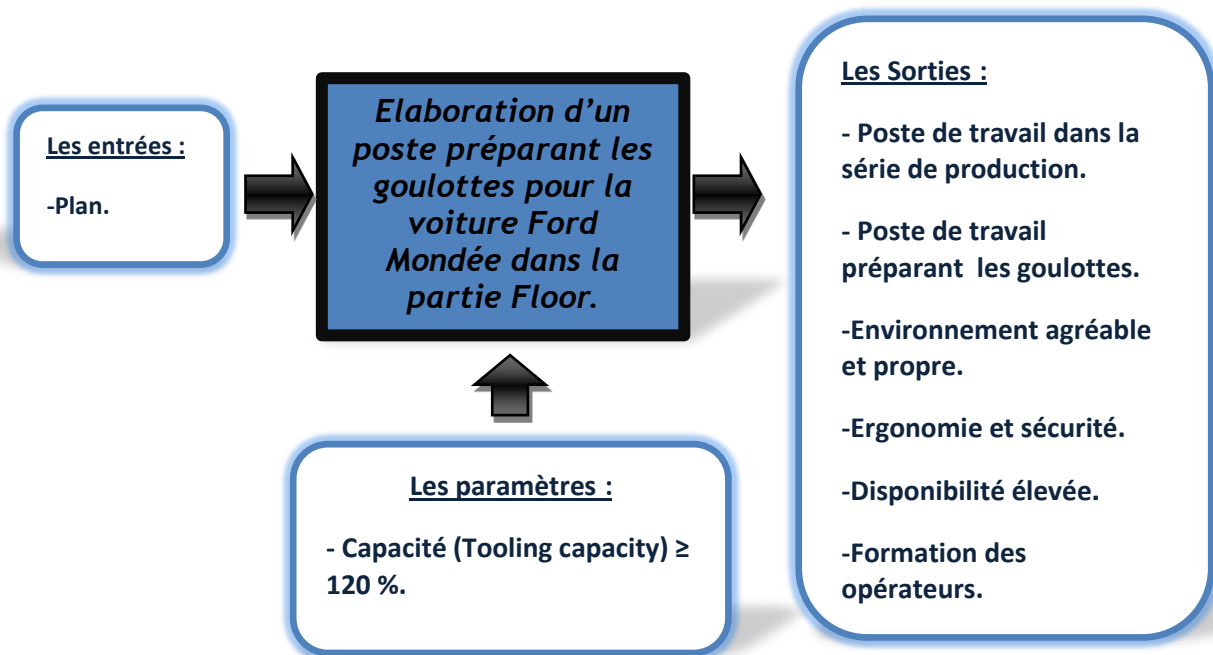 Les entrées :
-Plan.
Elaboration d’un
poste préparant les
goulottes pour la
voiture Ford
Mondée dans la
partie Floor.
Les paramètres :
- Capacité (Tooling capacity) ≥
120 %.
Les Sorties :
- Poste de travail dans la
série de production.
- Poste de travail
préparant  les goulottes.
-Environnement agréable
et propre.
-Ergonomie et sécurité.
-Disponibilité élevée.
-Formation des
opérateurs.